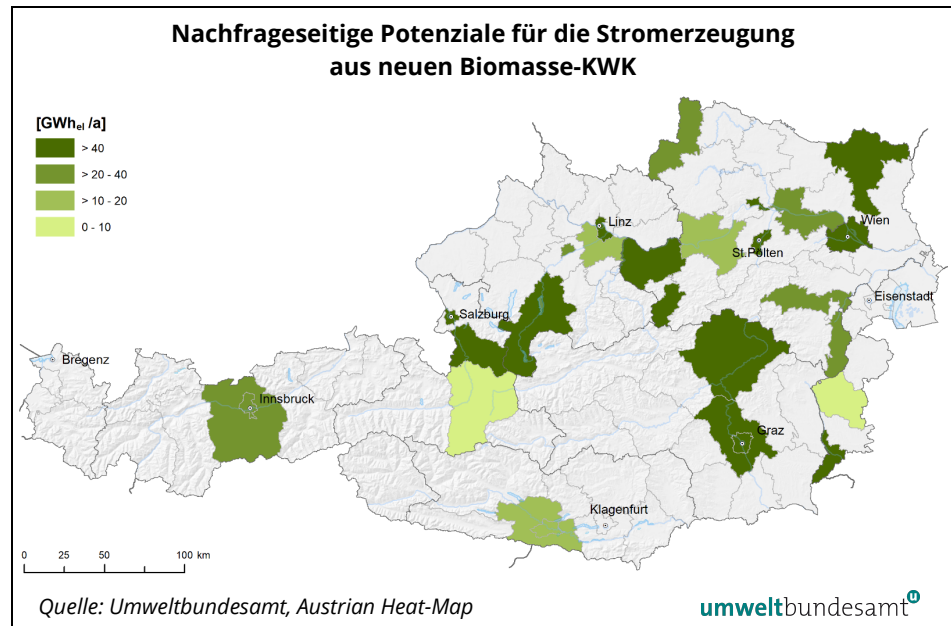 Nachfrageseitige Potenziale für die Stromerzeugung
aus neuen Biomasse-KWK
[GWhel /a]
> 40
> 20 - 40
> 10 - 20
0 - 10
Linz
Wien
St.Pölten
Eisenstadt
Salzburg
Bregenz
Innsbruck
Graz
Klagenfurt
0 25 50 100 km
Quelle: Umweltbundesamt, Austrian Heat-Map
umweltbundesamt u